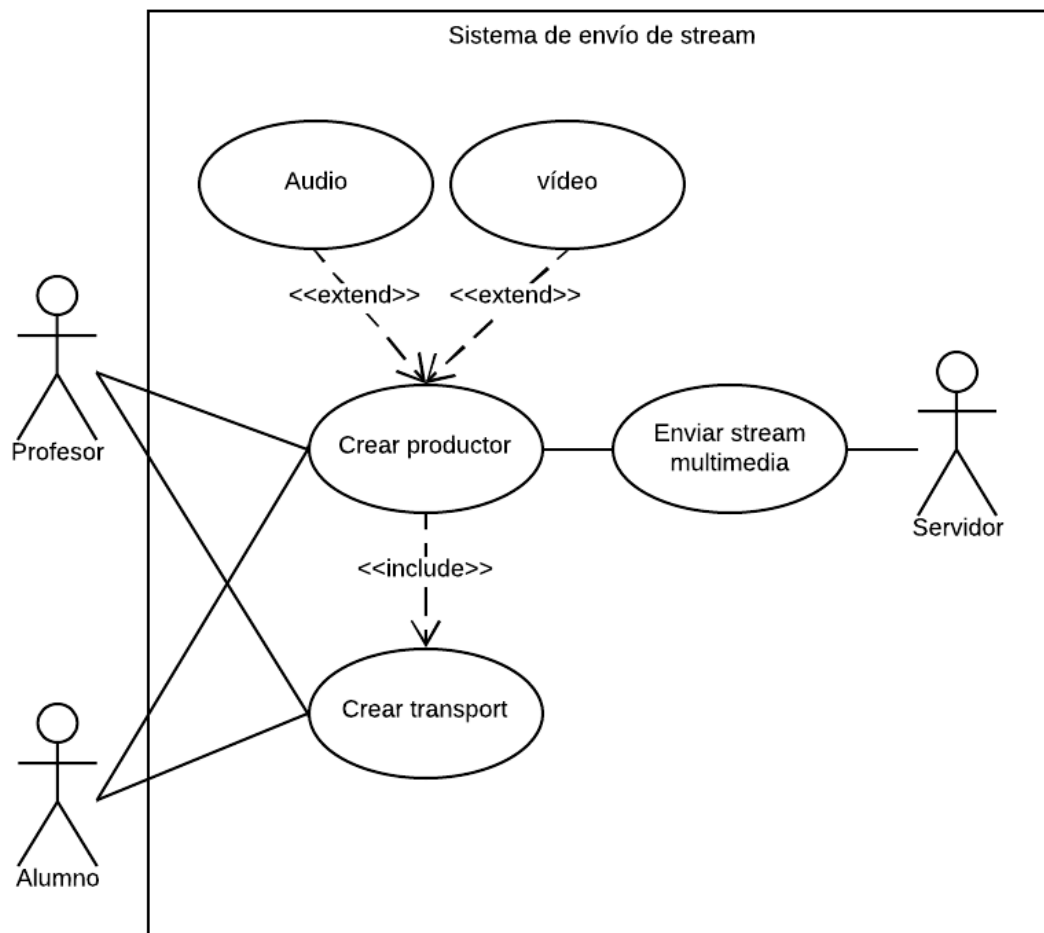 Sistema de envío de stream
Audio
vídeo
<<extend>>
<<extend>>
Profesor
Crear productor
Enviar stream
multimedia
Servidor
<<include>>
Crear transport
Alumno